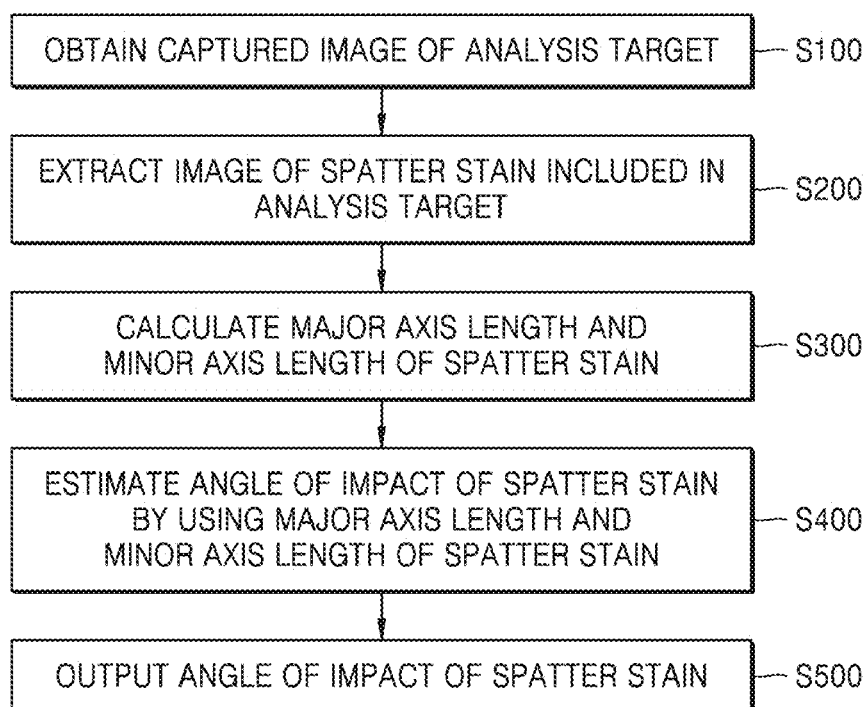 OBTAIN CAPTURED IMAGE OF ANALYSIS TARGET
S100
EXTRACT IMAGE OF SPATTER STAIN INCLUDED IN
ANALYSIS TARGET
S200
CALCULATE MAJOR AXIS LENGTH AND
MINOR AXIS LENGTH OF SPATTER STAIN
S300
ESTIMATE ANGLE OF IMPACT OF SPATTER STAIN
BY USING MAJOR AXIS LENGTH AND
MINOR AXIS LENGTH OF SPATTER STAIN
S400
OUTPUT ANGLE OF IMPACT OF SPATTER STAIN
S500